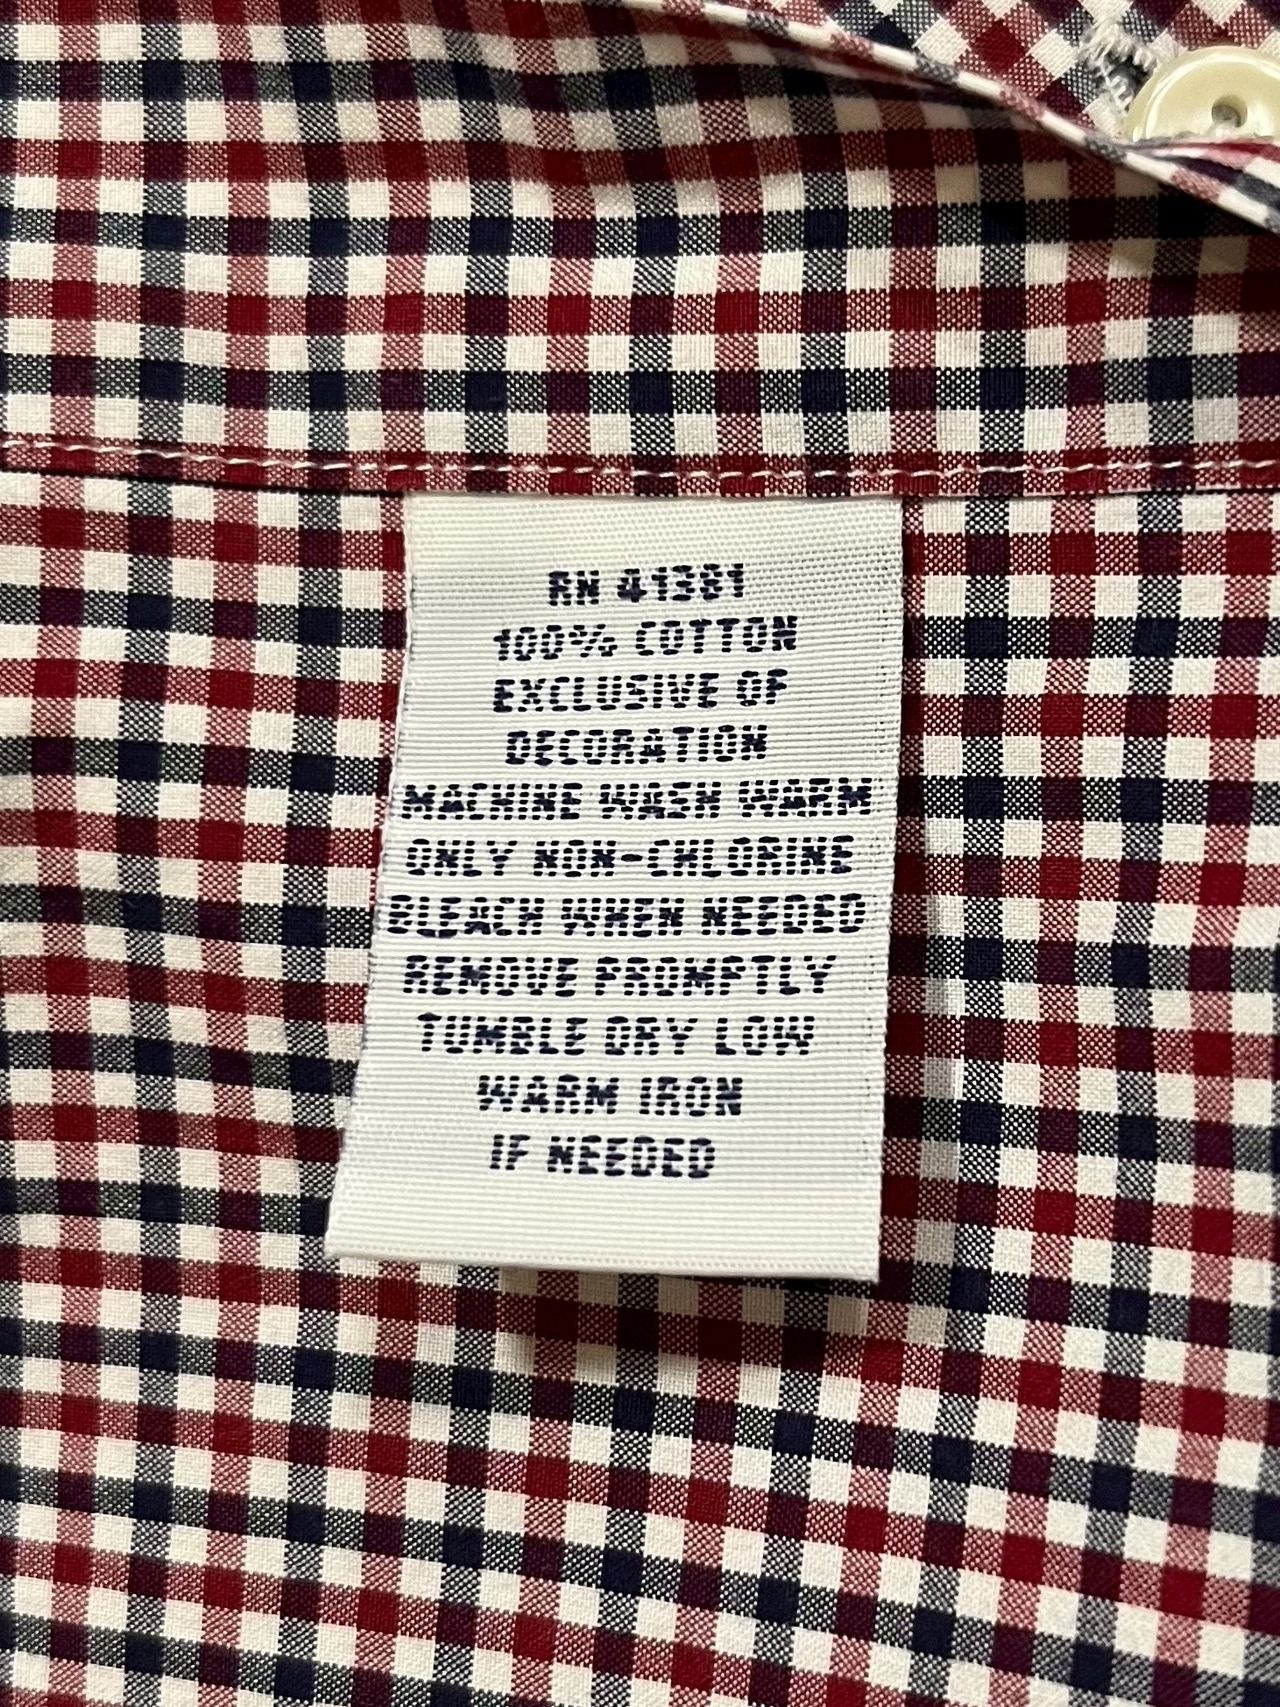 RN 41381
100% COTTON
EXCLUSIVE OF
DECORATION
MACHINE WASH WARM
ONLY NON-CHLORINE
BLEACH WHEN NEEDED
REMOVE PROMPTLY
TUMBLE DRY LOW
WARM IRON
IF NEEDED